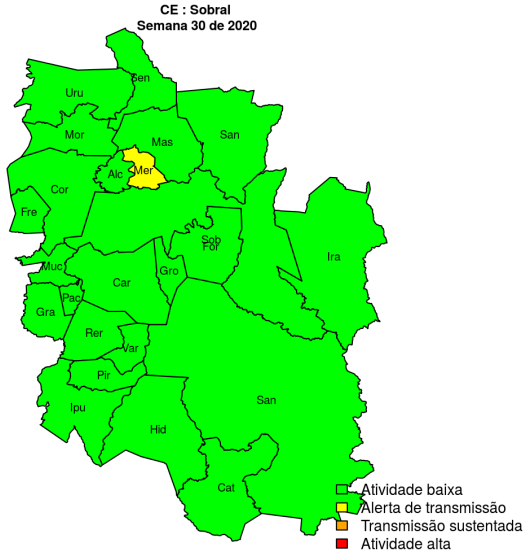 CE : Sobral
Semana 30 de 2020
Sen
Uru
Mor
Mas
San
Alc
Mer
Cor
Fre
Sob
For
Ira
Muc
Gro
Car
Pac
Gra
Rer
Var
Pir
San
Ipu
Hid
Cat
Atividade baixa
Alerta de transmissão
Transmissão sustentada
Atividade alta